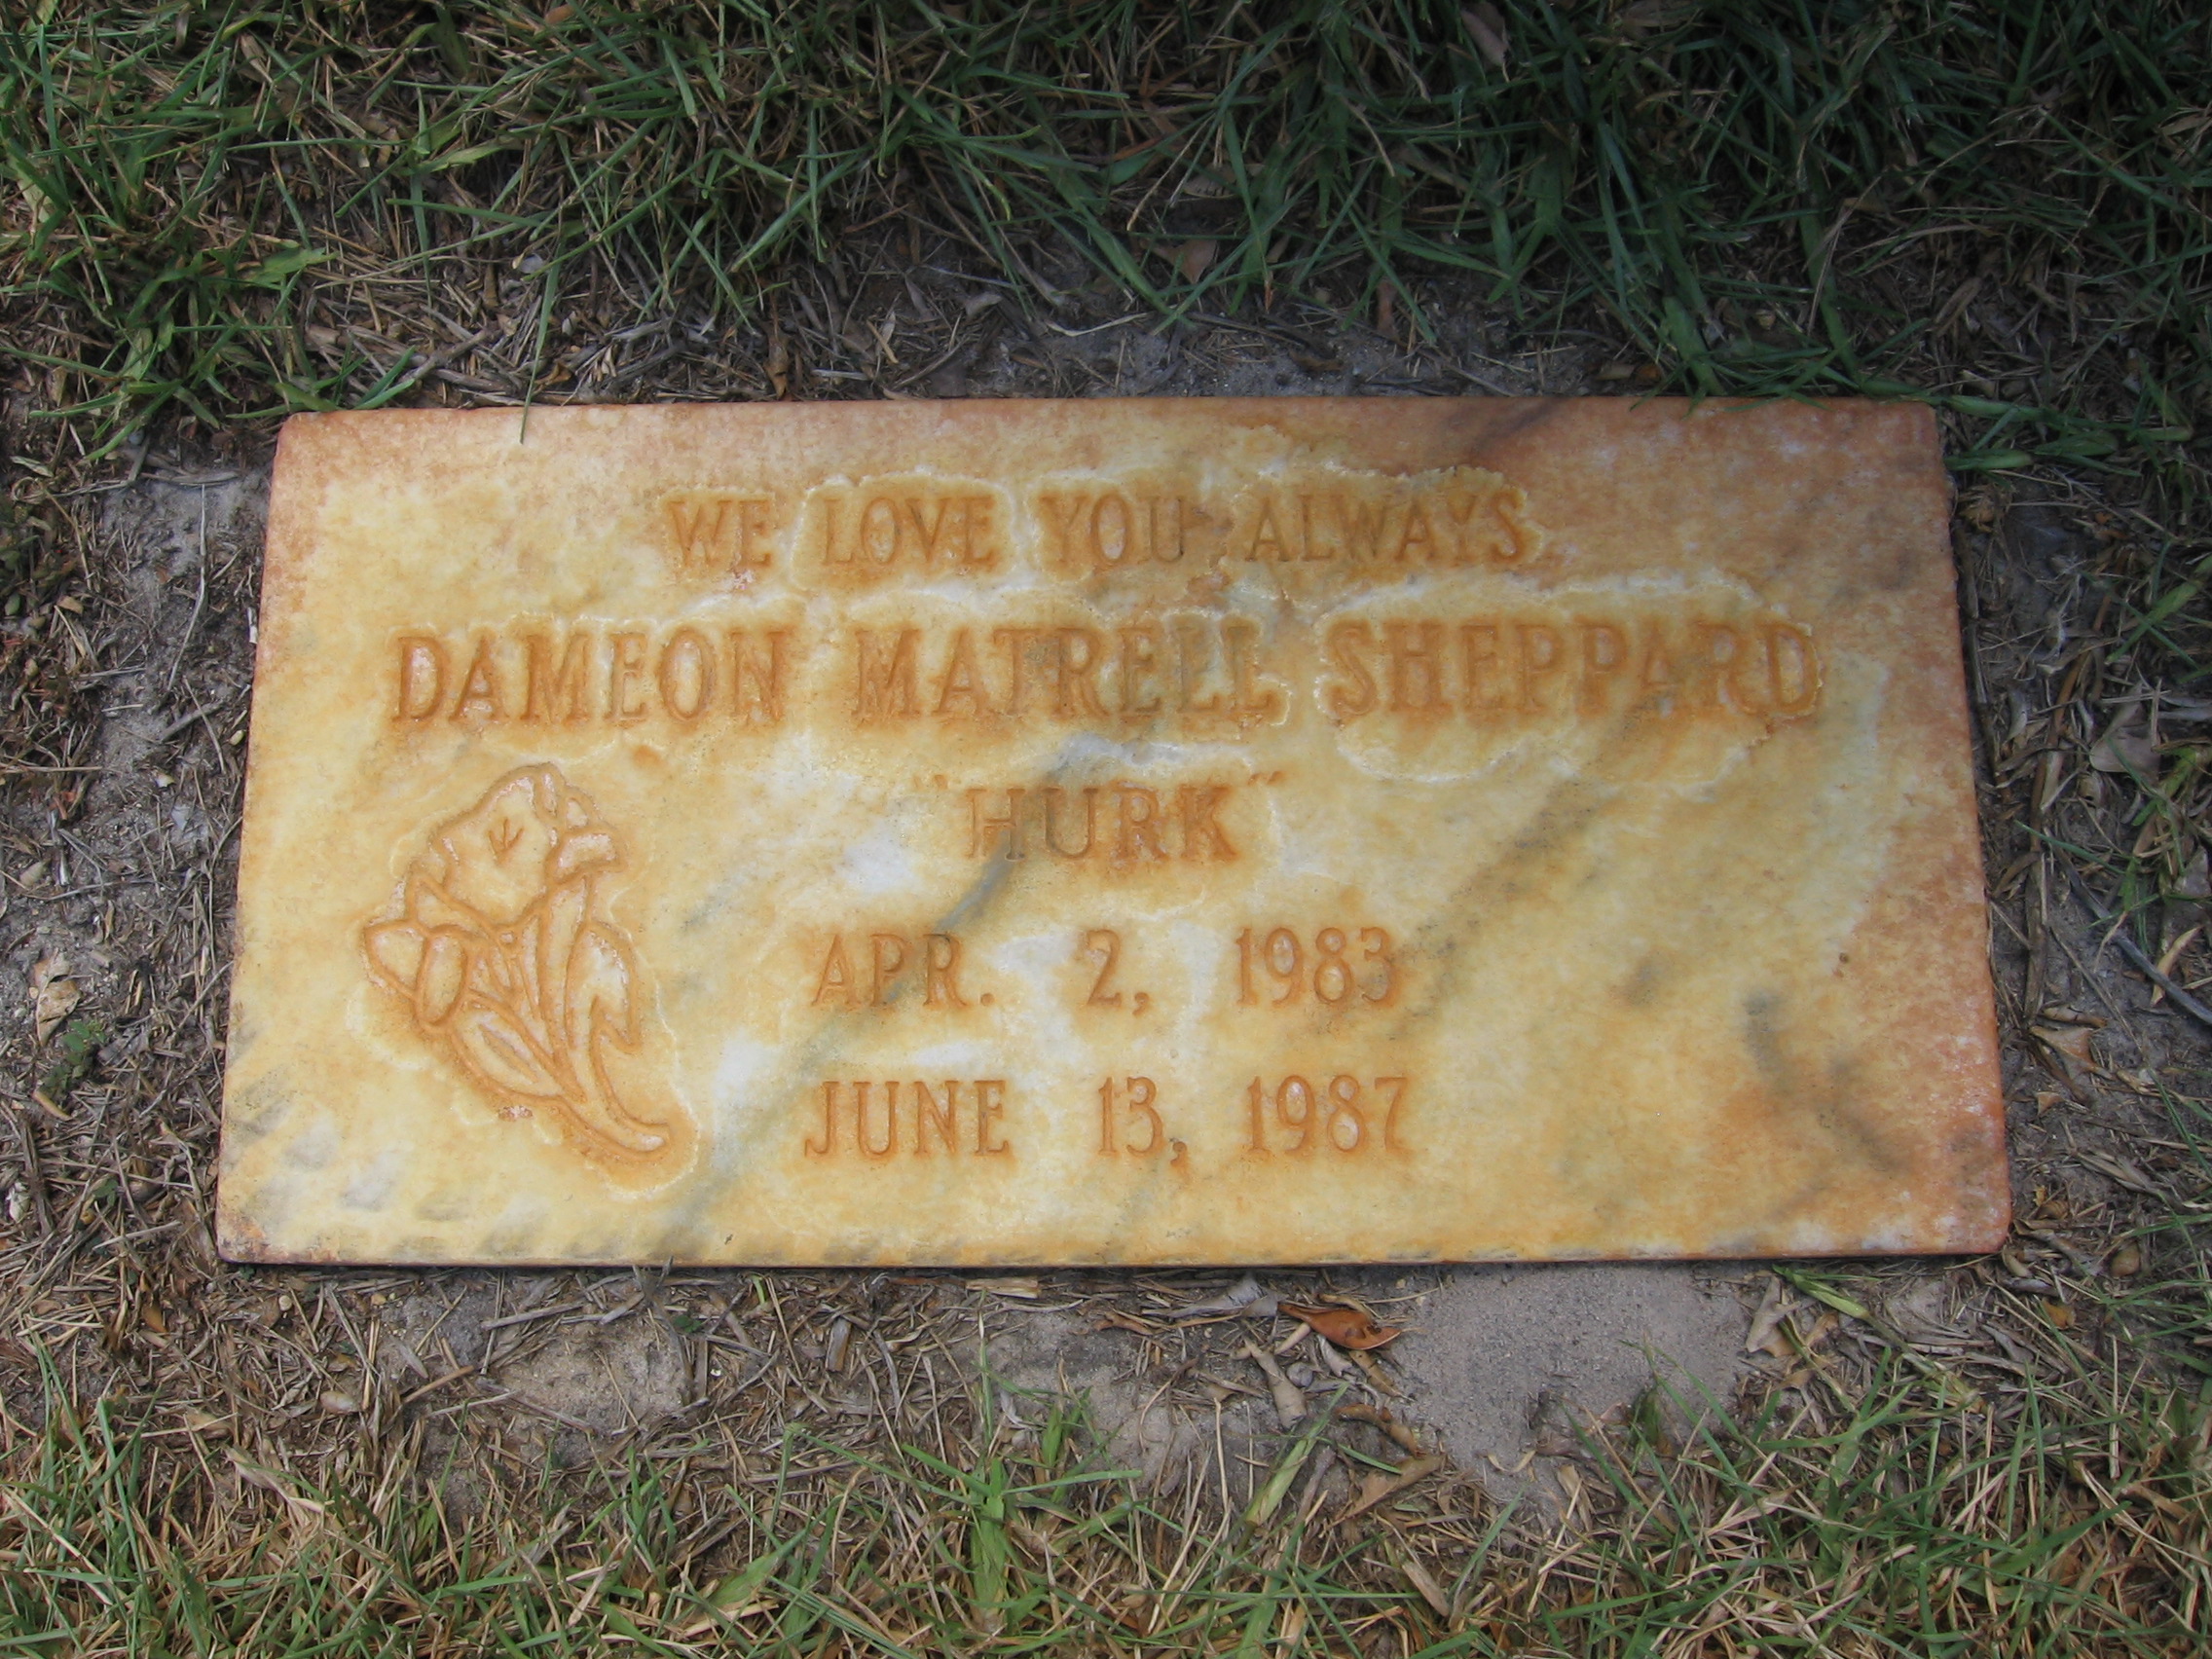 WE LOVE YOU ALWAYS
DAMEON MATRELL SHEPPARD
"HURK"
APR. 2, 1983
JUNE 13, 1987